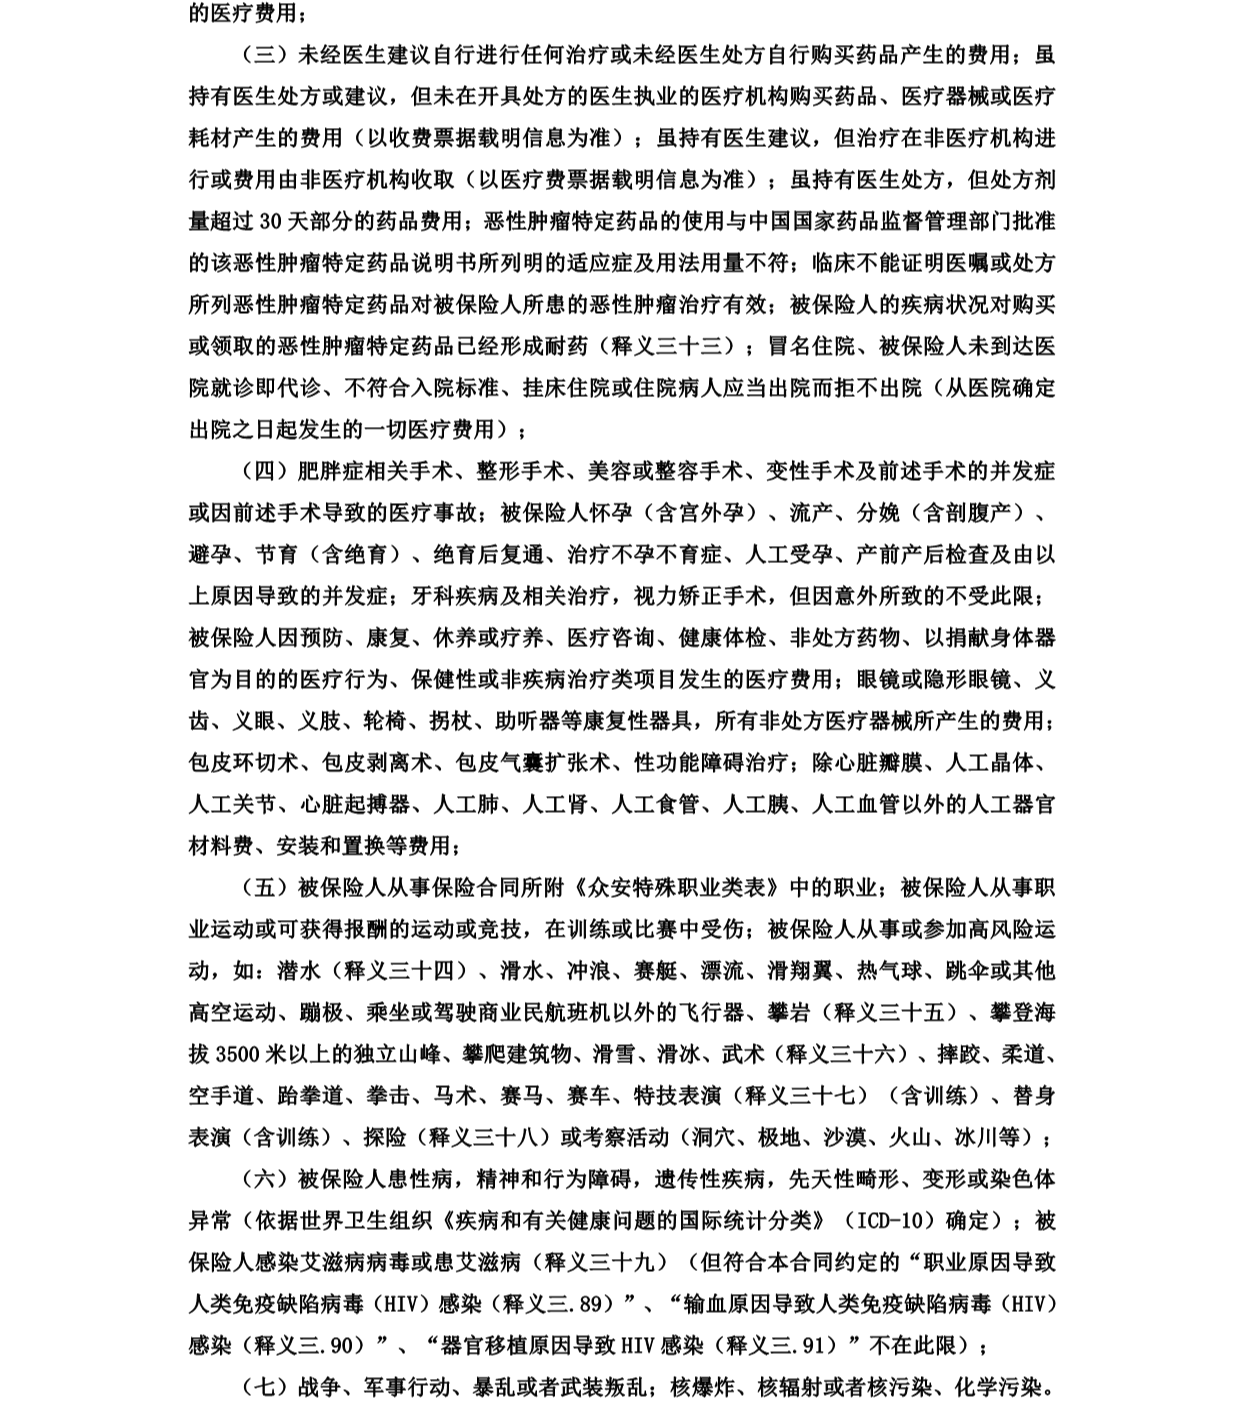 的医疗费用；
（三）未经医生建议自行进行任何治疗或未经医生处方自行购买药品产生的费用；虽
持有医生处方或建议，但未在开具处方的医生执业的医疗机构购买药品、医疗器械或医疗
耗材产生的费用（以收费票据载明信息为准）；虽持有医生建议，但治疗在非医疗机构进
行或费用由非医疗机构收取（以医疗费票据载明信息为准）；虽持有医生处方，但处方剂
量超过 30 天部分的药品费用；恶性肿瘤特定药品的使用与中国国家药品监督管理部门批准
的该恶性肿瘤特定药品说明书所列明的适应症及用法用量不符；临床不能证明医嘱或处方
所列恶性肿瘤特定药品对被保险人所患的恶性肿瘤治疗有效；被保险人的疾病状况对购买
或领取的恶性肿瘤特定药品已经形成耐药（释义三十三）；冒名住院、被保险人未到达医
院就诊即代诊、不符合入院标准、挂床住院或住院病人应当出院而拒不出院（从医院确定
出院之日起发生的一切医疗费用）；
（四）肥胖症相关手术、整形手术、美容或整容手术、变性手术及前述手术的并发症
或因前述手术导致的医疗事故；被保险人怀孕（含宫外孕）、流产、分娩（含剖腹产）、
避孕、节育（含绝育）、绝育后复通、治疗不孕不育症、人工受孕、产前产后检查及由以
上原因导致的并发症；牙科疾病及相关治疗，视力矫正手术，但因意外所致的不受此限；
被保险人因预防、康复、休养或疗养、医疗咨询、健康体检、非处方药物、以捐献身体器
官为目的的医疗行为、保健性或非疾病治疗类项目发生的医疗费用；眼镜或隐形眼镜、义
齿、义眼、义肢、轮椅、拐杖、助听器等康复性器具，所有非处方医疗器械所产生的费用；
包皮环切术、包皮剥离术、包皮气囊扩张术、性功能障碍治疗；除心脏瓣膜、人工晶体、
人工关节、心脏起搏器、人工肺、人工肾、人工食管、人工胰、人工血管以外的人工器官
材料费、安装和置换等费用；
（五）被保险人从事保险合同所附《众安特殊职业类表》中的职业；被保险人从事职
业运动或可获得报酬的运动或竞技，在训练或比赛中受伤；被保险人从事或参加高风险运
动，如：潜水（释义三十四）、滑水、冲浪、赛艇、漂流、滑翔翼、热气球、跳伞或其他
高空运动、蹦极、乘坐或驾驶商业民航班机以外的飞行器、攀岩（释义三十五）、攀登海
拔 3500 米以上的独立山峰、攀爬建筑物、滑雪、滑冰、武术（释义三十六）、摔跤、柔道、
空手道、跆拳道、拳击、马术、赛马、赛车、特技表演（释义三十七）（含训练）、替身
表演（含训练）、探险（释义三十八）或考察活动（洞穴、极地、沙漠、火山、冰川等）；
（六）被保险人患性病，精神和行为障碍，遗传性疾病，先天性畸形、变形或染色体
异常（依据世界卫生组织《疾病和有关健康问题的国际统计分类》（ICD-10）确定）；被
保险人感染艾滋病病毒或患艾滋病（释义三十九）（但符合本合同约定的“职业原因导致
人类免疫缺陷病毒（HIV）感染（释义三.89）”、“输血原因导致人类免疫缺陷病毒（HIV）
感染（释义三.90）”、“器官移植原因导致 HIV 感染（释义三.91）”不在此限）；
（七）战争、军事行动、暴乱或者武装叛乱；核爆炸、核辐射或者核污染、化学污染。